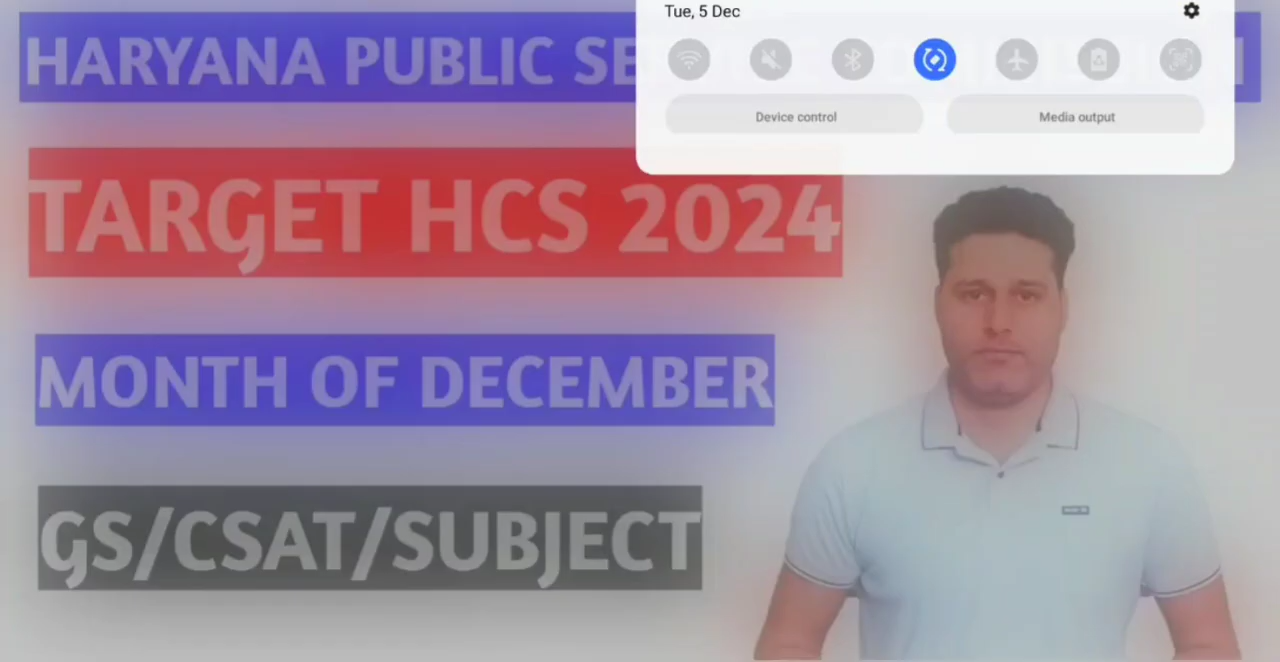 Tue, 5 Dec
HARYANA PUBLIC SE
Device control
Media output
TARGET HCS 2024
MONTH OF DECEMBER
GS/CSAT/SUBJECT